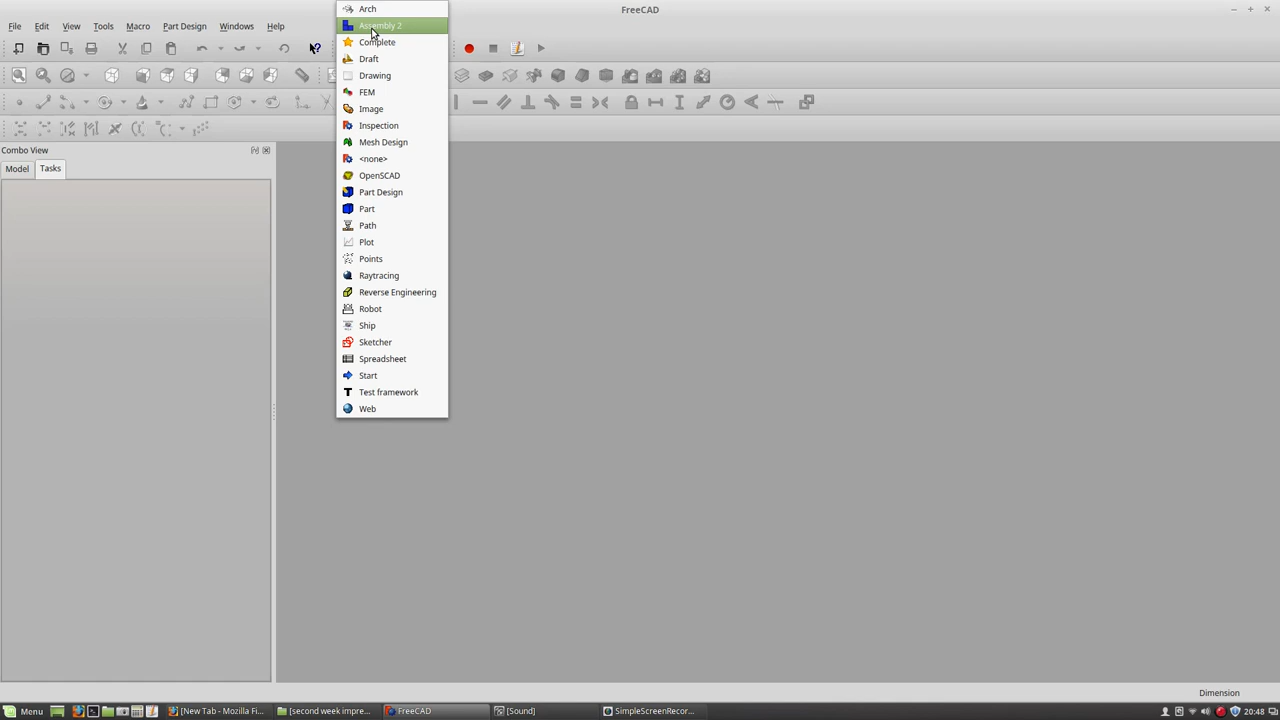 FreeCAD
File Edit View Tools Macro Part Design Windows Help
Arch
Assembly 2
Complete
Draft
Drawing
FEM
Image
Inspection
Mesh Design
<none>
OpenSCAD
Part Design
Part
Path
Plot
Points
Raytracing
Reverse Engineering
Robot
Ship
Sketcher
Spreadsheet
Start
Test framework
Web
Combo View
Model Tasks
Dimension
Menu [New Tab - Mozilla Fi... [second week impre... FreeCAD [Sound] SimpleScreenRecor... 20:48